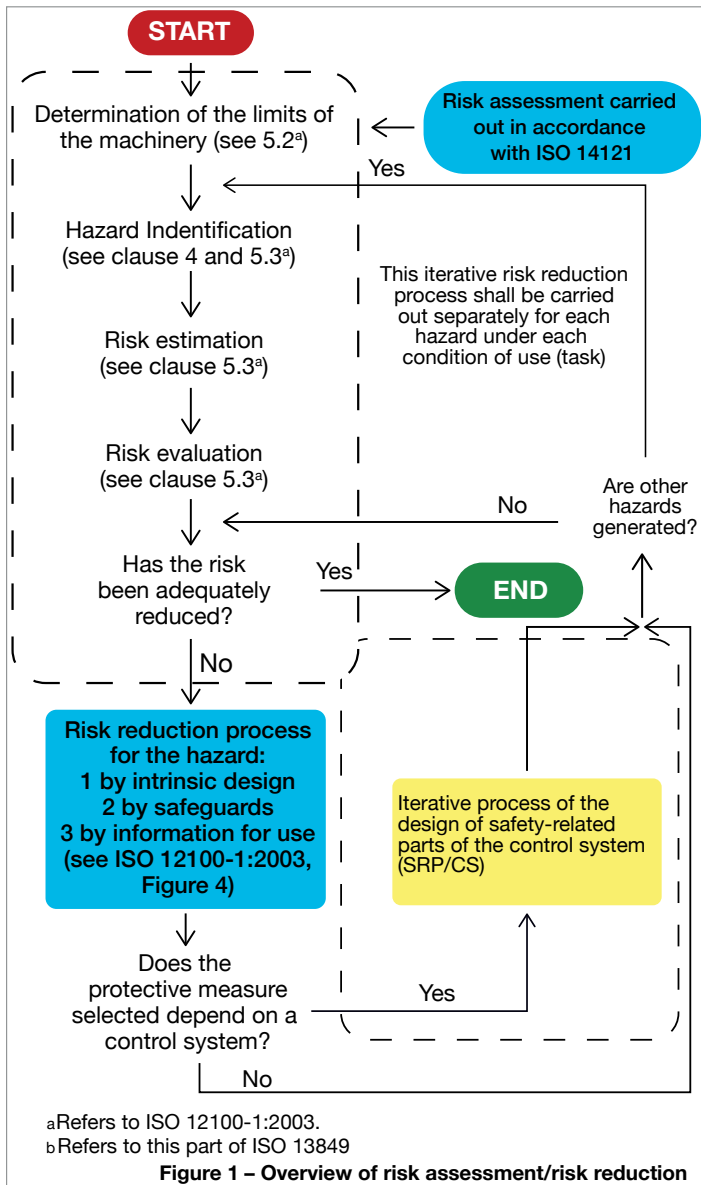 START
Determination of the limits of
the machinery (see 5.2ª)
Risk assessment carried
out in accordance
with ISO 14121
Yes
Hazard Indentification
(see clause 4 and 5.3ª)
This iterative risk reduction
process shall be carried
out separately for each
hazard under each
condition of use (task)
Risk estimation
(see clause 5.3ª)
Risk evaluation
(see clause 5.3ª)
Are other
hazards
generated?
No
Has the risk
been adequately
reduced?
Yes
END
No
Risk reduction process
for the hazard:
1 by intrinsic design
2 by safeguards
3 by information for use
(see ISO 12100-1:2003,
Figure 4)
Iterative process of the
design of safety-related
parts of the control system
(SRP/CS)
Does the
protective measure
selected depend on a
control system?
Yes
No
a Refers to ISO 12100-1:2003.
b Refers to this part of ISO 13849
Figure 1 – Overview of risk assessment/risk reduction